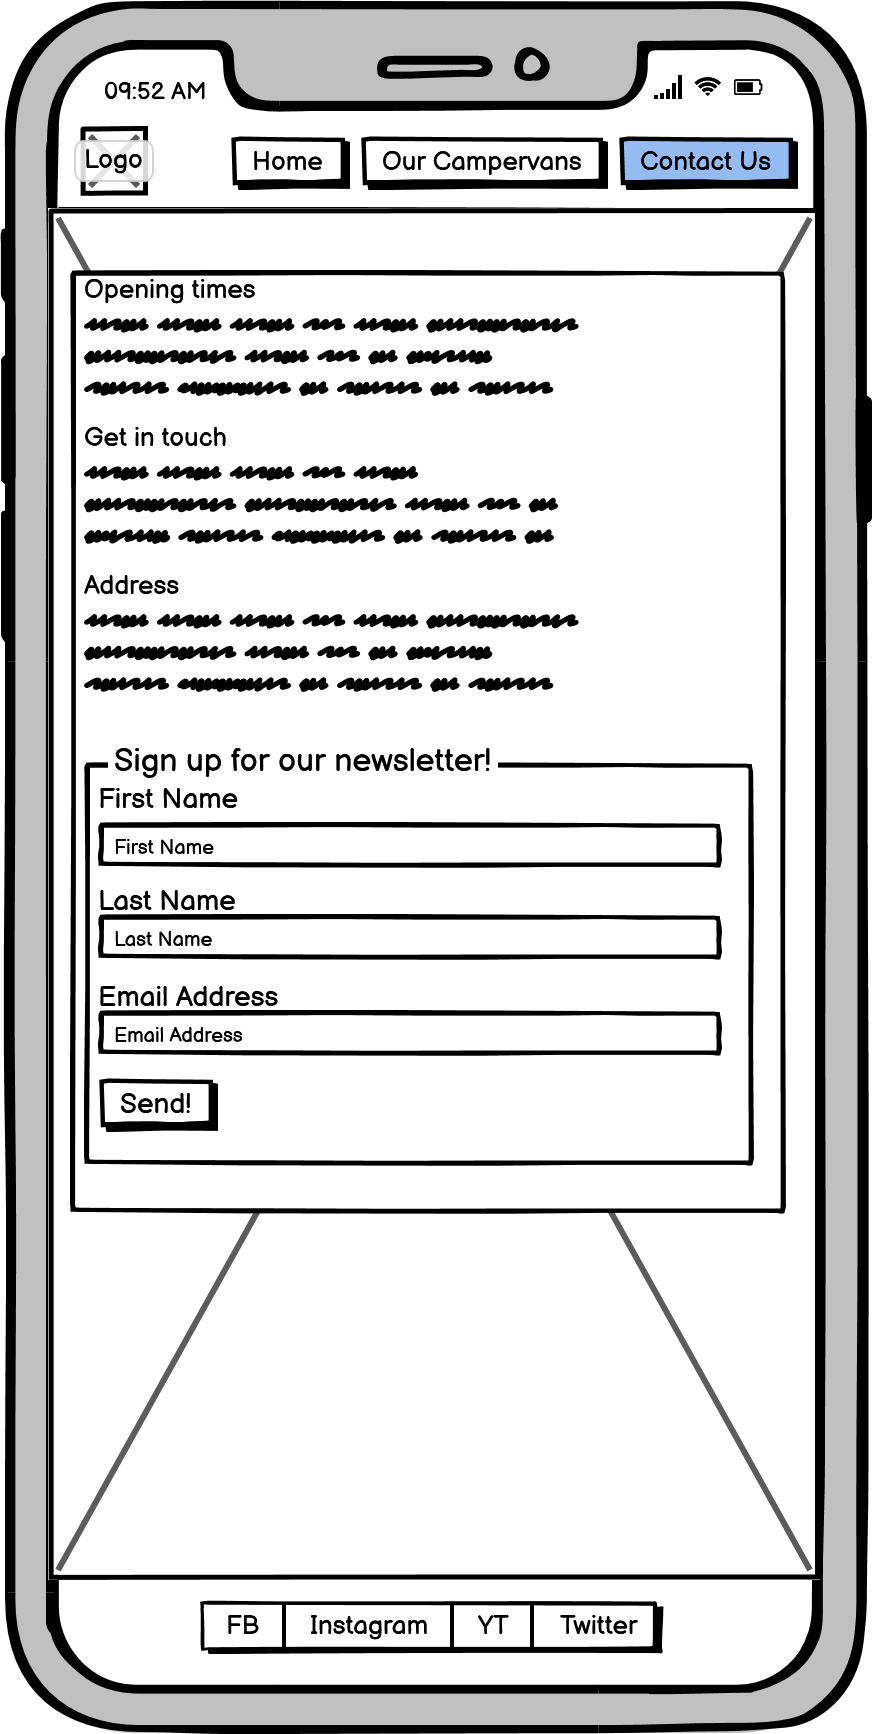 09:52 AM
Logo
Home
Our Campervans
Contact Us
Opening times
Get in touch
Address
Sign up for our newsletter!
First Name
First Name
Last Name
Last Name
Email Address
Email Address
Send!
FB
Instagram
YT
Twitter